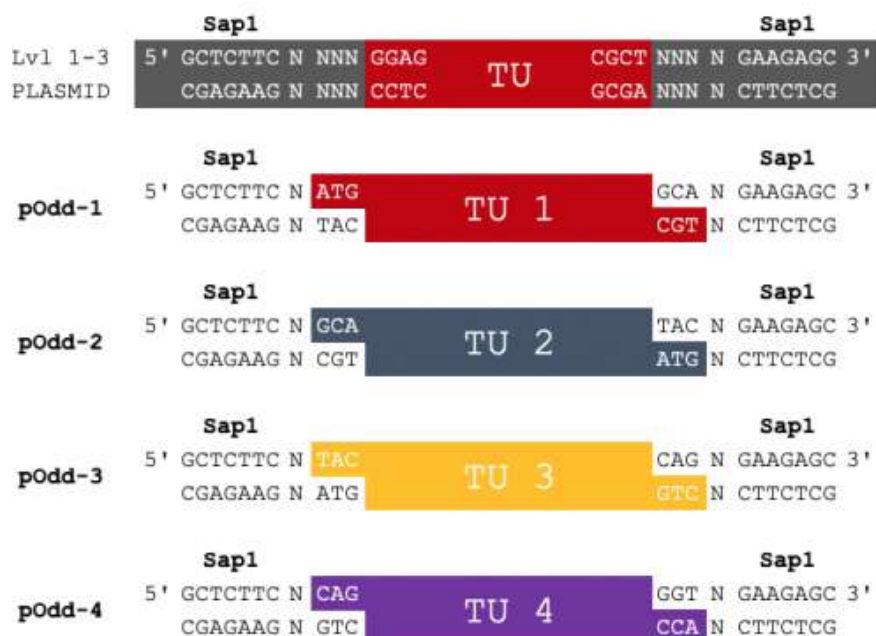 Sap1 Sap1
Lvl 1-3 5' GCTCTTC N NNN GGAG CGCT NNN N GAAGAGC 3'
TU
PLASMID CGAGAAG N NNN CCTC GCGA NNN N CTTCTCG
Sap1 Sap1
5' GCTCTTC N ATG GCA N GAAGAGC 3'
pOdd-1 TU 1
CGAGAAG N TAC CGT N CTTCTCG
Sap1 Sap1
5' GCTCTTC N GCA TAC N GAAGAGC 3'
pOdd-2 TU 2
CGAGAAG N CGT ATG N CTTCTCG
Sap1 Sap1
5' GCTCTTC N TAC CAG N GAAGAGC 3'
pOdd-3 TU 3
CGAGAAG N ATG GTC N CTTCTCG
Sap1 Sap1
5' GCTCTTC N CAG GGT N GAAGAGC 3'
pOdd-4 TU 4
CGAGAAG N GTC CCA N CTTCTCG